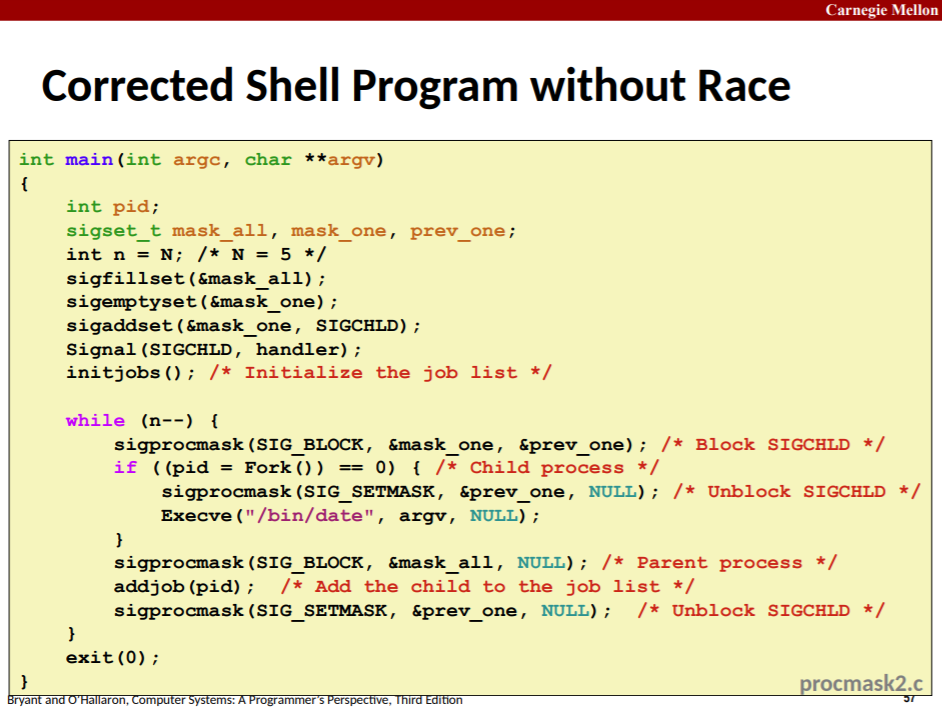 Carnegie Mellon
Corrected Shell Program without Race
int main(int argc, char **argv)
{
    int pid;
    sigset_t mask_all, mask_one, prev_one;
    int n = N; /* N = 5 */
    sigfillset(&mask_all);
    sigemptyset(&mask_one);
    sigaddset(&mask_one, SIGCHLD);
    Signal(SIGCHLD, handler);
    initjobs(); /* Initialize the job list */
    while (n--) {
        sigprocmask(SIG_BLOCK, &mask_one, &prev_one); /* Block SIGCHLD */
        if ((pid = Fork()) == 0) { /* Child process */
            sigprocmask(SIG_SETMASK, &prev_one, NULL); /* Unblock SIGCHLD */
            Execve("/bin/date", argv, NULL);
        }
        sigprocmask(SIG_BLOCK, &mask_all, NULL); /* Parent process */
        addjob(pid);  /* Add the child to the job list */
        sigprocmask(SIG_SETMASK, &prev_one, NULL);  /* Unblock SIGCHLD */
    }
    exit(0);
}
procmask2.c
Bryant and O'Hallaron, Computer Systems: A Programmer's Perspective, Third Edition
57